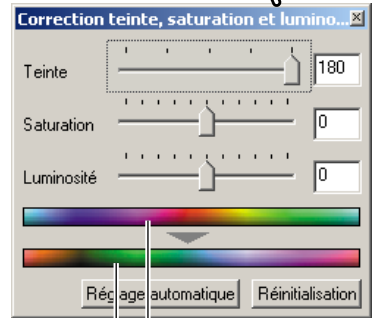 Correction teinte, saturation et lumino...
Teinte 180
Saturation 0
Luminosité 0
Réglage automatique Réinitialisation